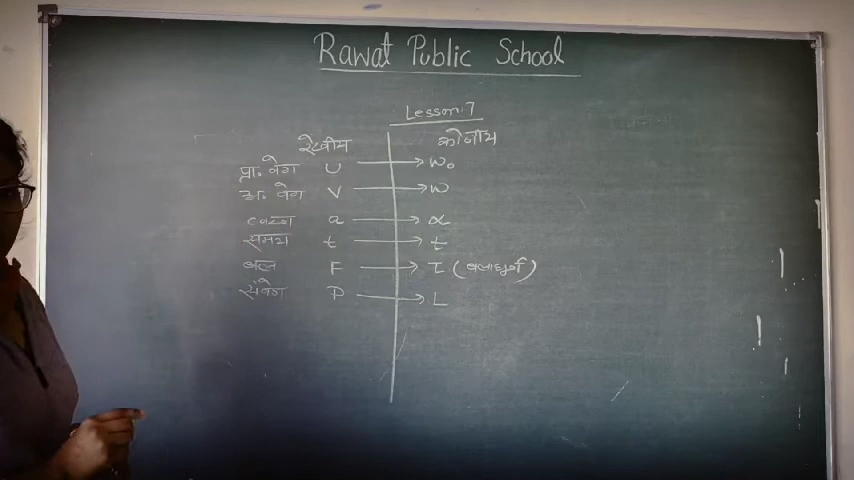 Rawat Public School
Lesson:7
रेखीय कोणीय
प्रा. वेग U → ω₀
अ. वेग V → ω
त्वरण a → α
समय t → t
बल F → τ (बलाघूर्ण)
संवेग P → L